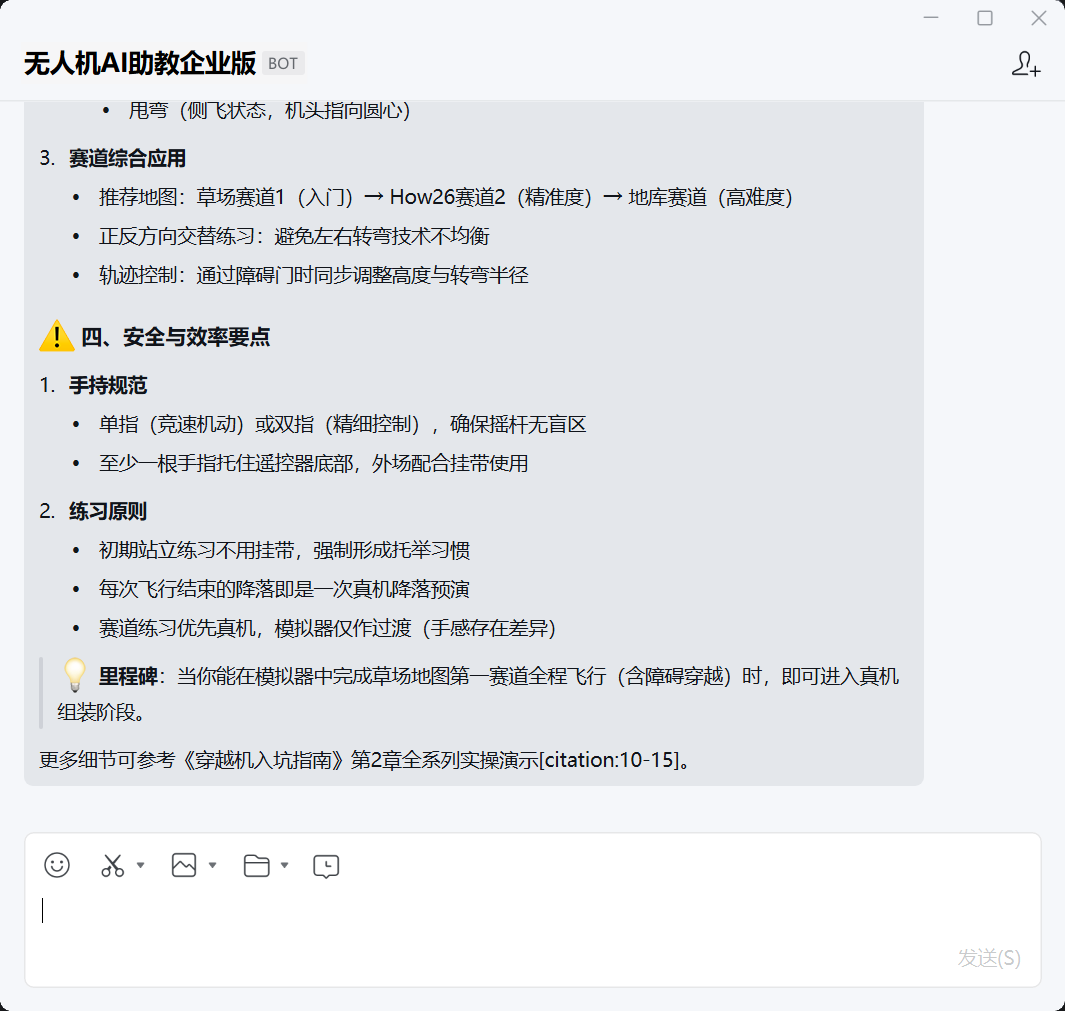 无人机AI助教企业版 BOT
• 甩弯（侧飞状态，机头指向圆心）
3. 赛道综合应用
• 推荐地图：草场赛道1（入门）→ How26赛道2（精准度）→ 地库赛道（高难度）
• 正反方向交替练习：避免左右转弯技术不均衡
• 轨迹控制：通过障碍门时同步调整高度与转弯半径
⚠️ 四、安全与效率要点
1. 手持规范
• 单指（竞速机动）或双指（精细控制），确保摇杆无盲区
• 至少一根手指托住遥控器底部，外场配合挂带使用
2. 练习原则
• 初期站立练习不用挂带，强制形成托举习惯
• 每次飞行结束的降落即是一次真机降落预演
• 赛道练习优先真机，模拟器仅作过渡（手感存在差异）
💡 里程碑：当你能在模拟器中完成草场地图第一赛道全程飞行（含障碍穿越）时，即可进入真机
组装阶段。
更多细节可参考《穿越机入坑指南》第2章全系列实操演示[citation:10-15]。
发送(S)